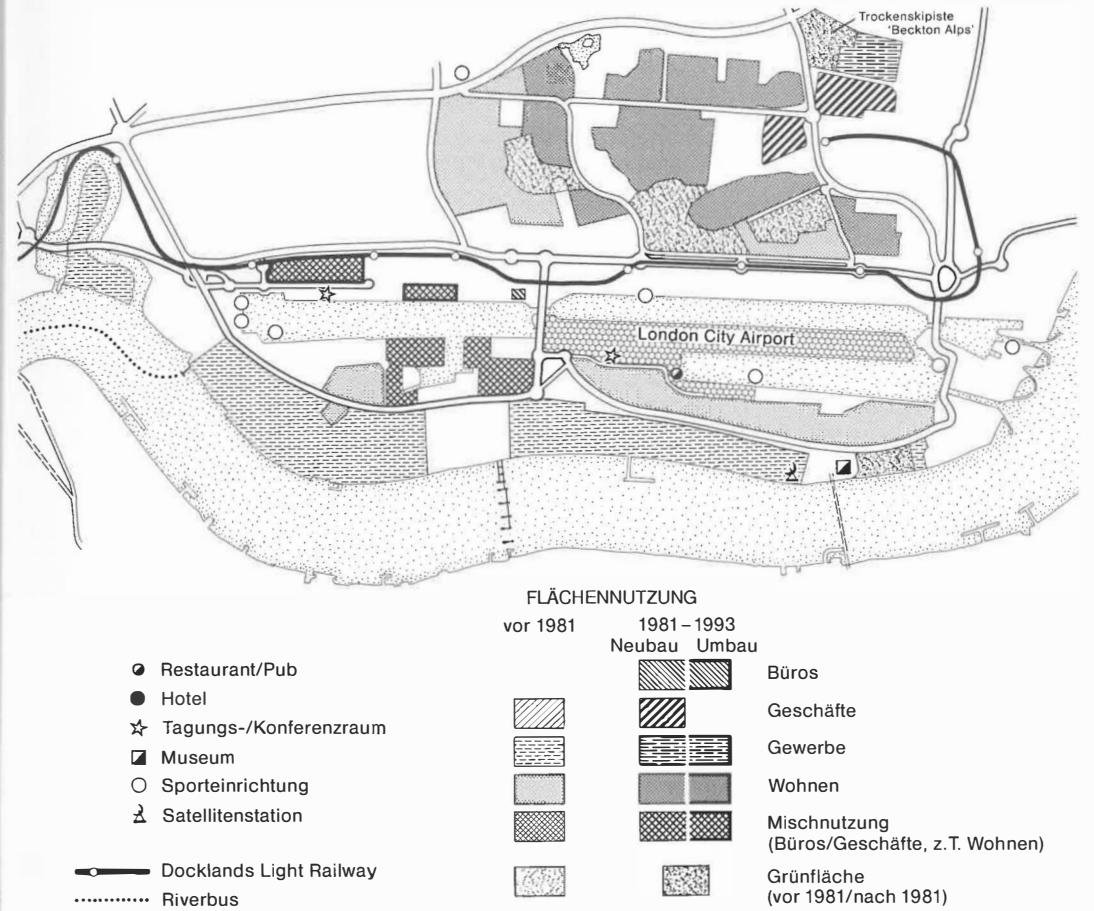 Trockenskipiste
'Beckton Alps'
London City Airport
FLÄCHENNUTZUNG
vor 1981
1981–1993
Neubau Umbau
Restaurant/Pub
Hotel
Tagungs-/Konferenzraum
Museum
Sporteinrichtung
Satellitenstation
Docklands Light Railway
Riverbus
Büros
Geschäfte
Gewerbe
Wohnen
Mischnutzung
(Büros/Geschäfte, z.T. Wohnen)
Grünfläche
(vor 1981/nach 1981)